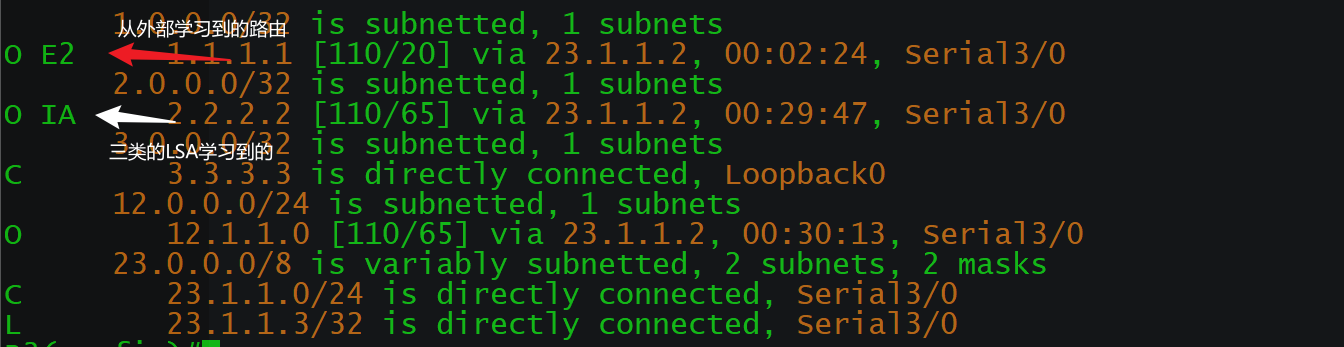 1.0.0.0/32 is subnetted, 1 subnets
从外部学习到的路由
O E2 1.1.1.1 [110/20] via 23.1.1.2, 00:02:24, Serial3/0
2.0.0.0/32 is subnetted, 1 subnets
O IA 2.2.2.2 [110/65] via 23.1.1.2, 00:29:47, Serial3/0
3.0.0.0/32 is subnetted, 1 subnets
三类的LSA学习到的
C 3.3.3.3 is directly connected, Loopback0
12.0.0.0/24 is subnetted, 1 subnets
O 12.1.1.0 [110/65] via 23.1.1.2, 00:30:13, Serial3/0
23.0.0.0/8 is variably subnetted, 2 subnets, 2 masks
C 23.1.1.0/24 is directly connected, Serial3/0
L 23.1.1.3/32 is directly connected, Serial3/0